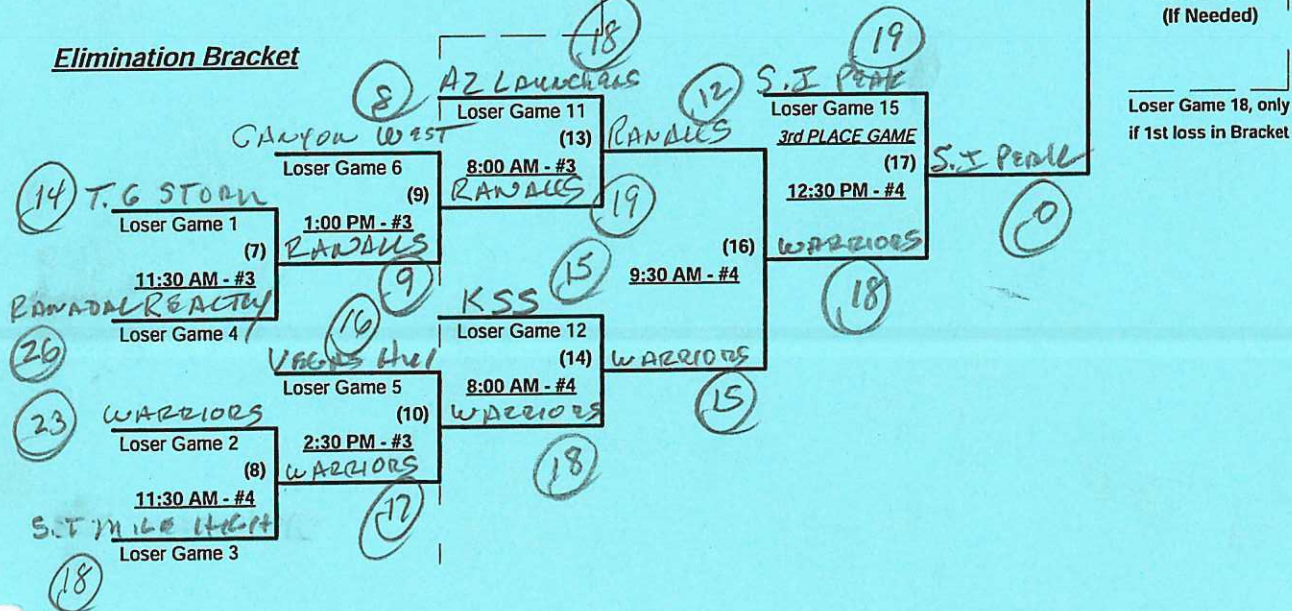 (If Needed)
18
19
Elimination Bracket
8
AZ LAUNCHERS
12
S.I PEAK
Loser Game 11
Loser Game 15
Loser Game 18, only
CANYON WEST
(13)
RANALLS
3rd PLACE GAME
if 1st loss in Bracket
Loser Game 6
8:00 AM - #3
(17)
S.I PEAK
14
T.G STORM
(9)
RANALLS
12:30 PM - #4
Loser Game 1
1:00 PM - #3
19
0
(7)
RANALLS
(16)
WARRIORS
11:30 AM - #3
9
15
9:30 AM - #4
18
KSS
Loser Game 4
16
Loser Game 12
26
VEGAS
(14)
WARRIORS
Loser Game 5
8:00 AM - #4
15
23
WARRIORS
(10)
WARRIORS
Loser Game 2
2:30 PM - #3
18
(8)
WARRIORS
11:30 AM - #4
17
MILE HIGH
Loser Game 3
18